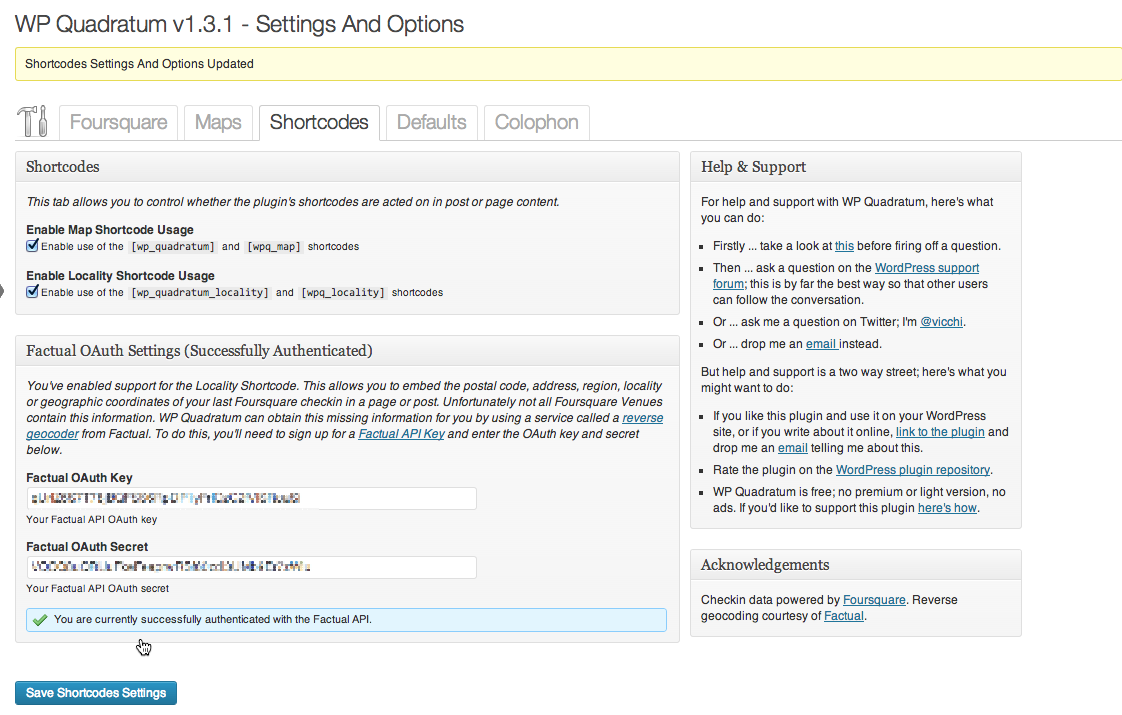 WP Quadratum v1.3.1 - Settings And Options
Shortcodes Settings And Options Updated
Foursquare
Maps
Shortcodes
Defaults
Colophon
Shortcodes
This tab allows you to control whether the plugin's shortcodes are acted on in post or page content.
Enable Map Shortcode Usage
Enable use of the [wp_quadratum] and [wpq_map] shortcodes
Enable Locality Shortcode Usage
Enable use of the [wp_quadratum_locality] and [wpq_locality] shortcodes
Factual OAuth Settings (Successfully Authenticated)
You've enabled support for the Locality Shortcode. This allows you to embed the postal code, address, region, locality
or geographic coordinates of your last Foursquare checkin in a page or post. Unfortunately not all Foursquare Venues
contain this information. WP Quadratum can obtain this missing information for you by using a service called a reverse
geocoder from Factual. To do this, you'll need to sign up for a Factual API Key and enter the OAuth key and secret
below.
Factual OAuth Key
Your Factual API OAuth key
Factual OAuth Secret
Your Factual API OAuth secret
You are currently successfully authenticated with the Factual API.
Save Shortcodes Settings
Help & Support
For help and support with WP Quadratum, here's what
you can do:
Firstly ... take a look at this before firing off a question.
Then ... ask a question on the WordPress support
forum; this is by far the best way so that other users
can follow the conversation.
Or ... ask me a question on Twitter; I'm @vicchi.
Or ... drop me an email instead.
But help and support is a two way street; here's what you
might want to do:
If you like this plugin and use it on your WordPress
site, or if you write about it online, link to the plugin and
drop me an email telling me about this.
Rate the plugin on the WordPress plugin repository.
WP Quadratum is free; no premium or light version, no
ads. If you'd like to support this plugin here's how.
Acknowledgements
Checkin data powered by Foursquare. Reverse
geocoding courtesy of Factual.